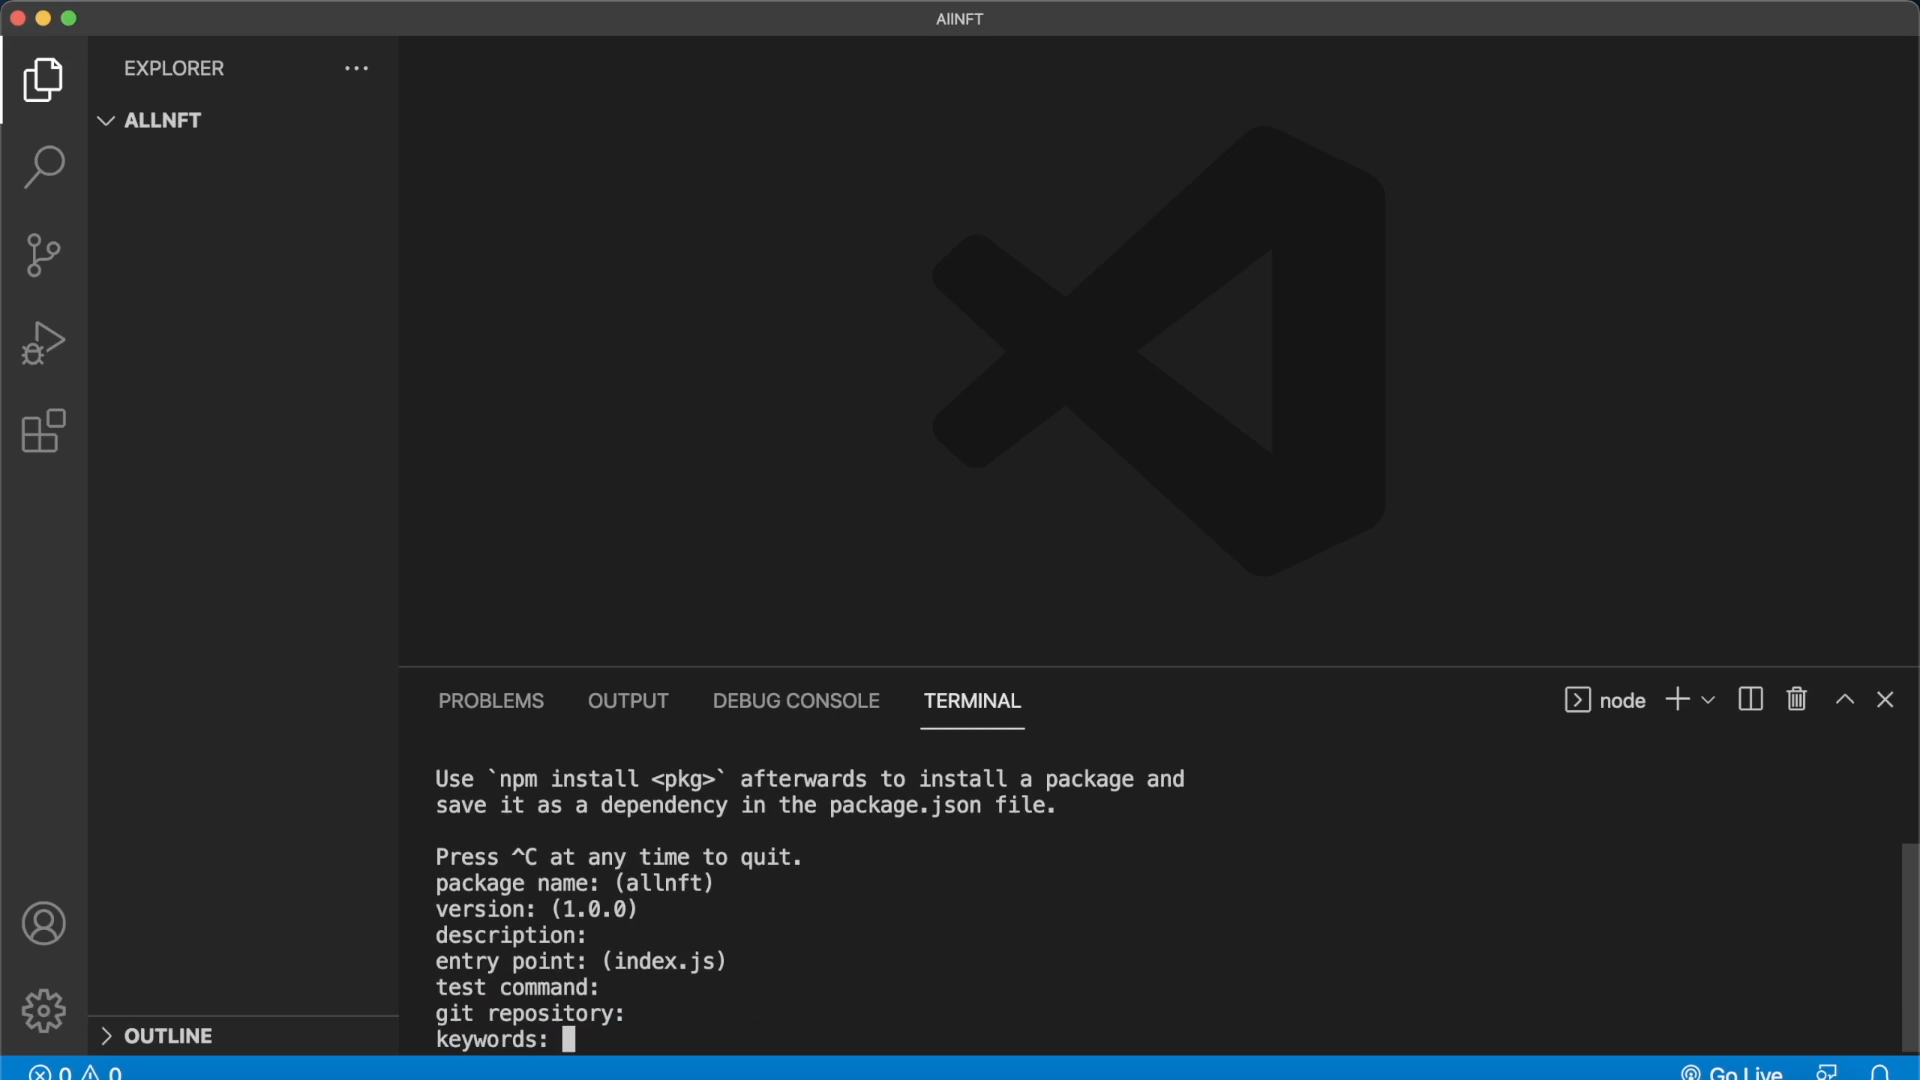 AllNFT
EXPLORER
ALLNFT
OUTLINE
PROBLEMS OUTPUT DEBUG CONSOLE TERMINAL node
Use `npm install <pkg>` afterwards to install a package and
save it as a dependency in the package.json file.
Press ^C at any time to quit.
package name: (allnft)
version: (1.0.0)
description:
entry point: (index.js)
test command:
git repository:
keywords:
0 0 Go Live